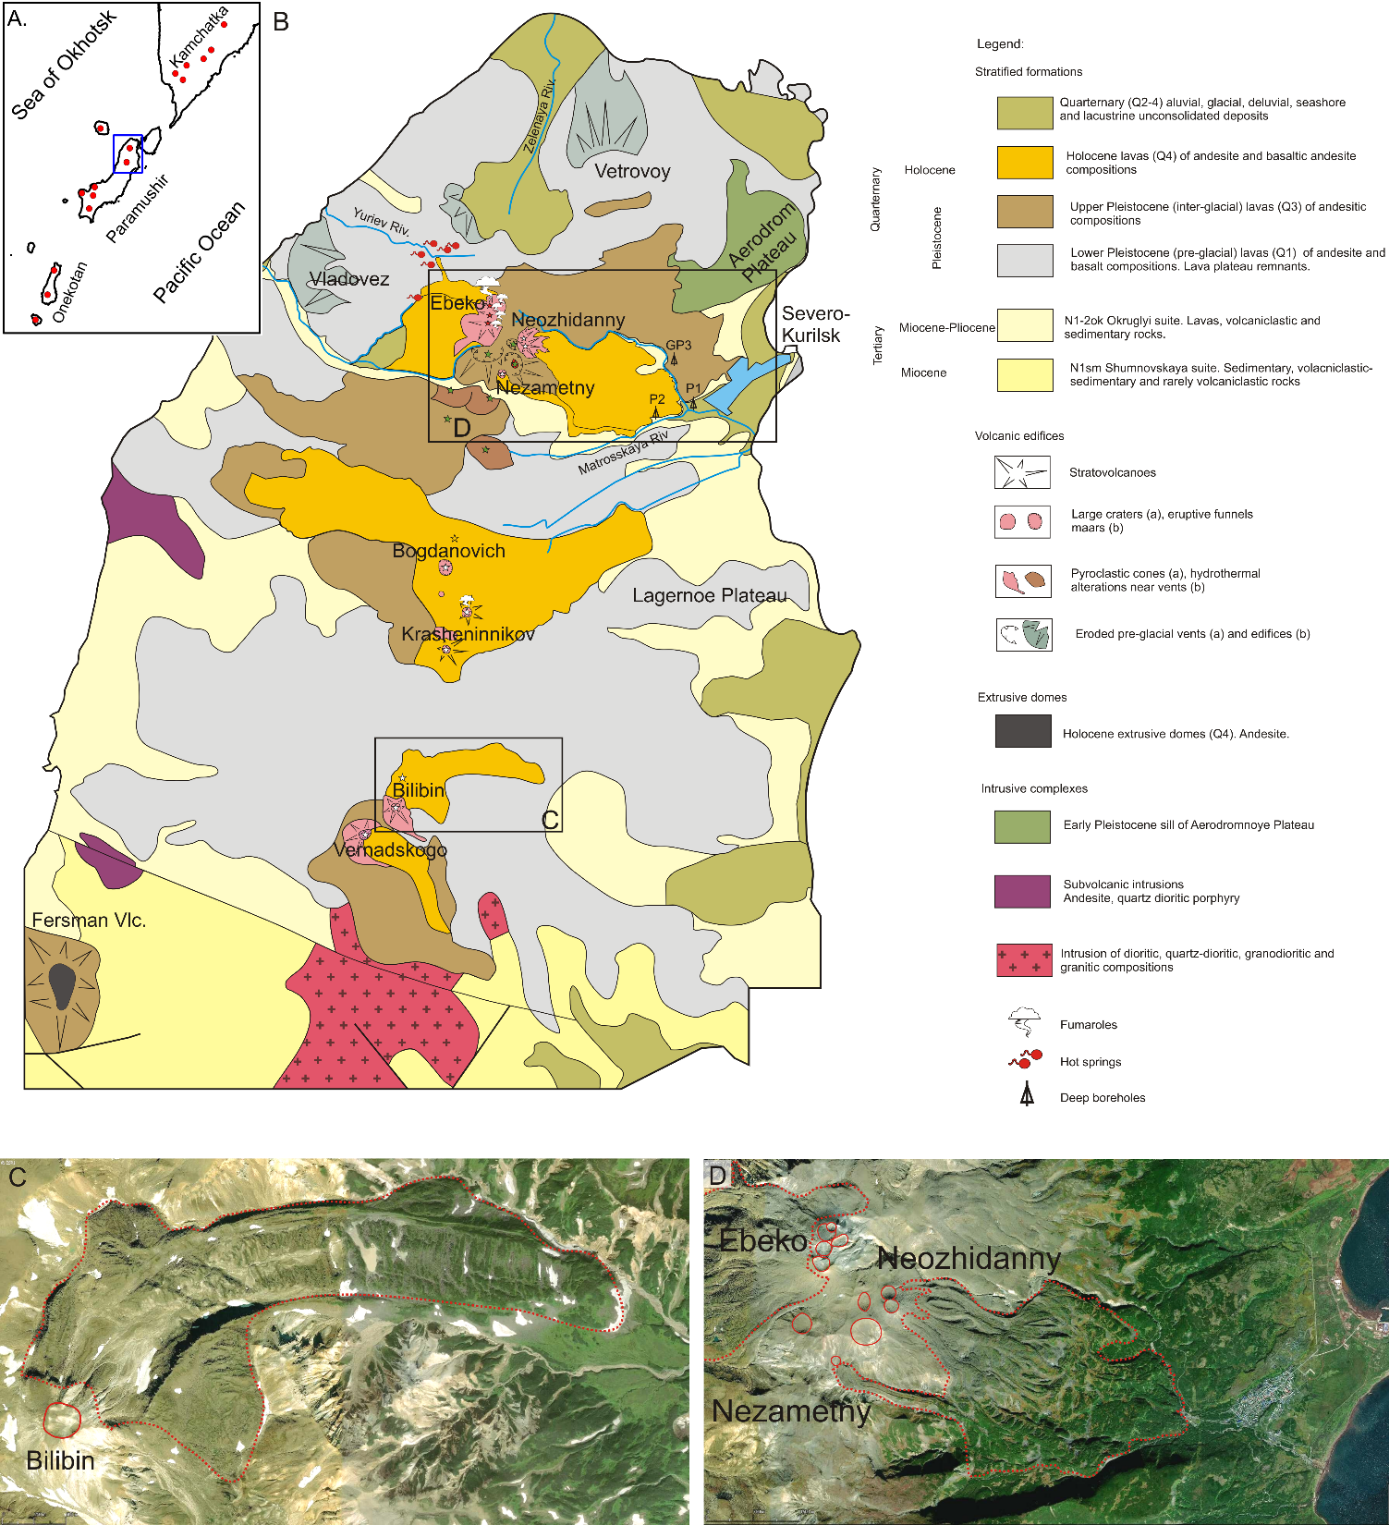 A.
Sea of Okhotsk
Kamchatka
Paramushir
Pacific Ocean
Onekotan
B
Zelenaya Riv.
Vetrovoy
Yuriev Riv.
Vladovez
Aerodrom
Plateau
Ebeko
Neozhidanny
Severo-
Kurilsk
GP3
Nezametny
P1
P2
D
Matrosskaya Riv
Bogdanovich
Lagernoe Plateau
Krasheninnikov
Bilibin
C
Vernadskogo
Fersman Vlc.
Legend:
Stratified formations
Quarternary (Q2-4) aluvial, glacial, deluvial, seashore
and lacustrine unconsolidated deposits
Quarternary
Holocene
Holocene lavas (Q4) of andesite and basaltic andesite
compositions
Pleistocene
Upper Pleistocene (inter-glacial) lavas (Q3) of andesitic
compositions
Lower Pleistocene (pre-glacial) lavas (Q1) of andesite and
basalt compositions. Lava plateau remnants.
Tertiary
Miocene-Pliocene
N1-2ok Okruglyi suite. Lavas, volcaniclastic and
sedimentary rocks.
Miocene
N1sm Shumnovskaya suite. Sedimentary, volacniclastic-
sedimentary and rarely volcaniclastic rocks
Volcanic edifices
Stratovolcanoes
Large craters (a), eruptive funnels
maars (b)
Pyroclastic cones (a), hydrothermal
alterations near vents (b)
Eroded pre-glacial vents (a) and edifices (b)
Extrusive domes
Holocene extrusive domes (Q4). Andesite.
Intrusive complexes
Early Pleistocene sill of Aerodromnoye Plateau
Subvolcanic intrusions
Andesite, quartz dioritic porphyry
Intrusion of dioritic, quartz-dioritic, granodioritic and
granitic compositions
Fumaroles
Hot springs
Deep boreholes
C
Bilibin
D
Ebeko
Neozhidanny
Nezametny